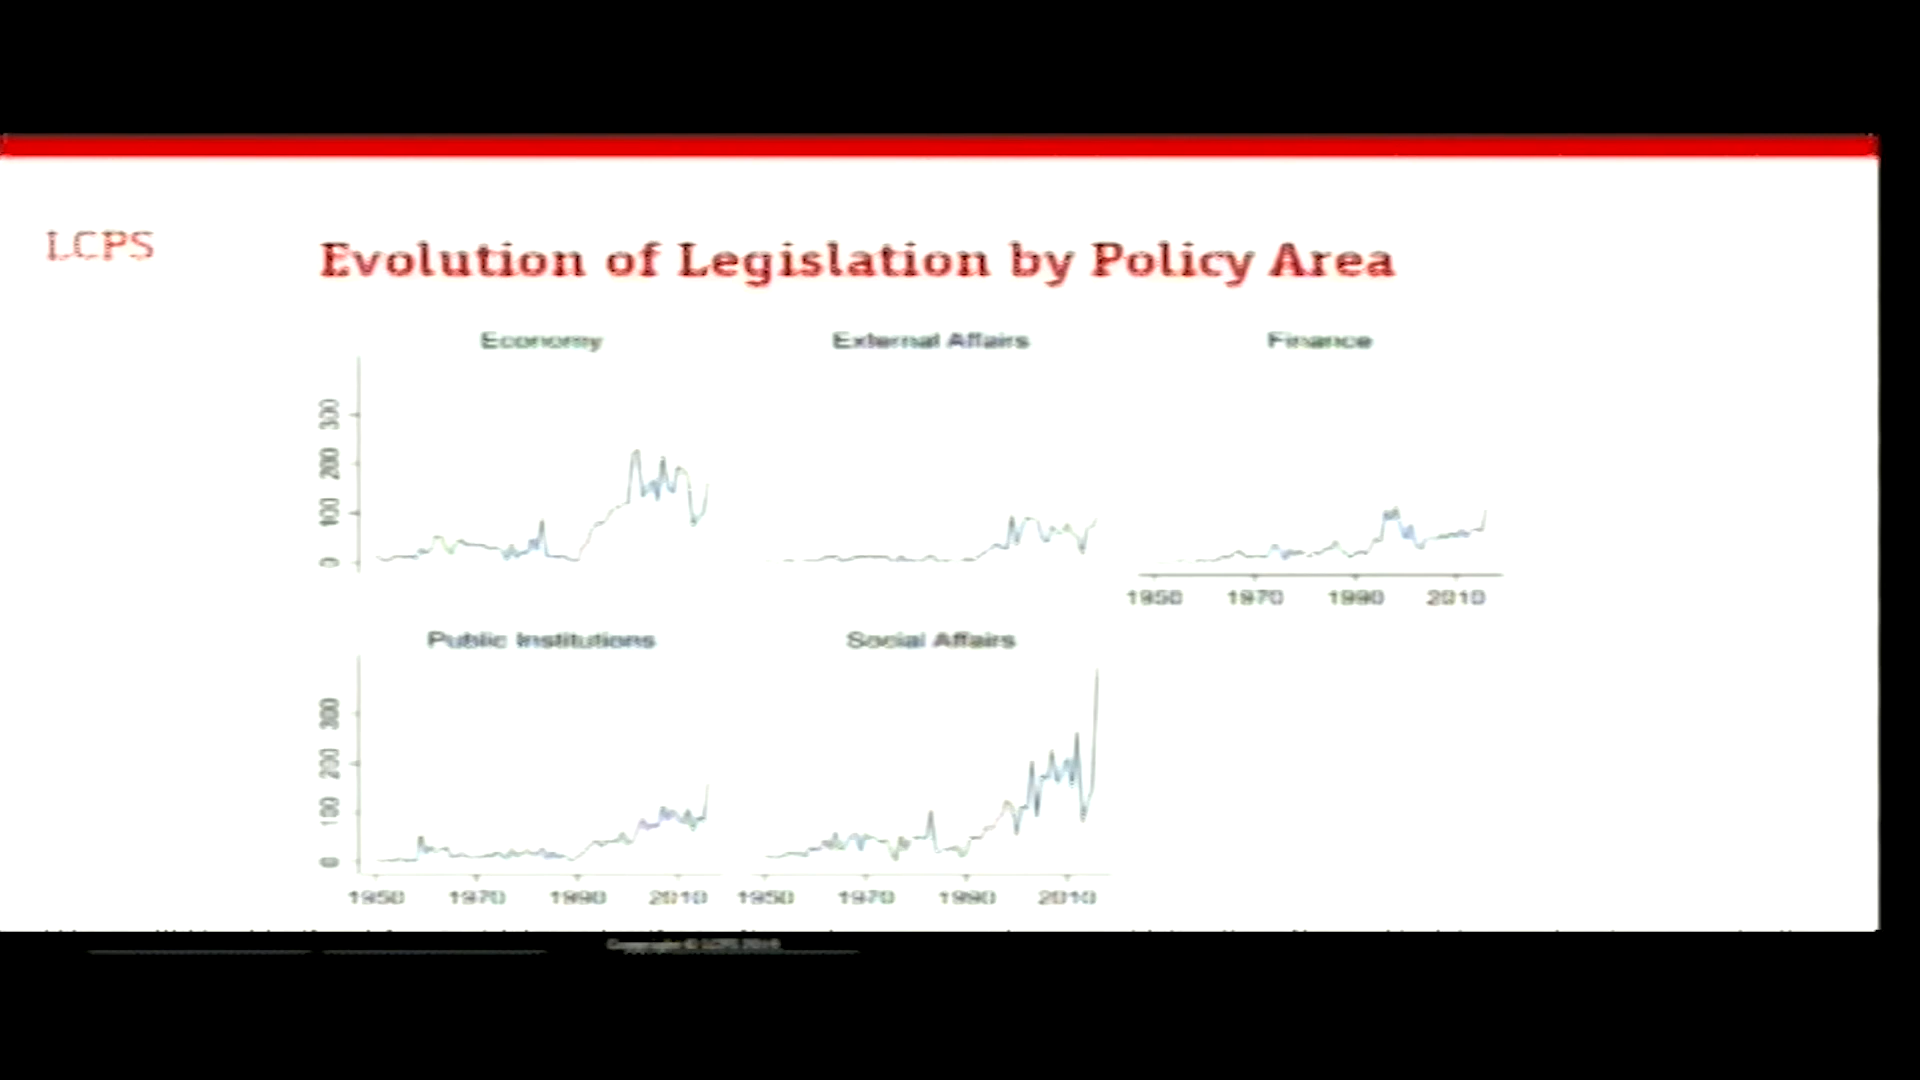 LCPS
Evolution of Legislation by Policy Area
Economy
External Affairs
Finance
300
200
100
0
1950 1970 1990 2010
Public Institutions
Social Affairs
300
200
100
0
1950 1970 1990 2010
1950 1970 1990 2010
Copyright © LCPS